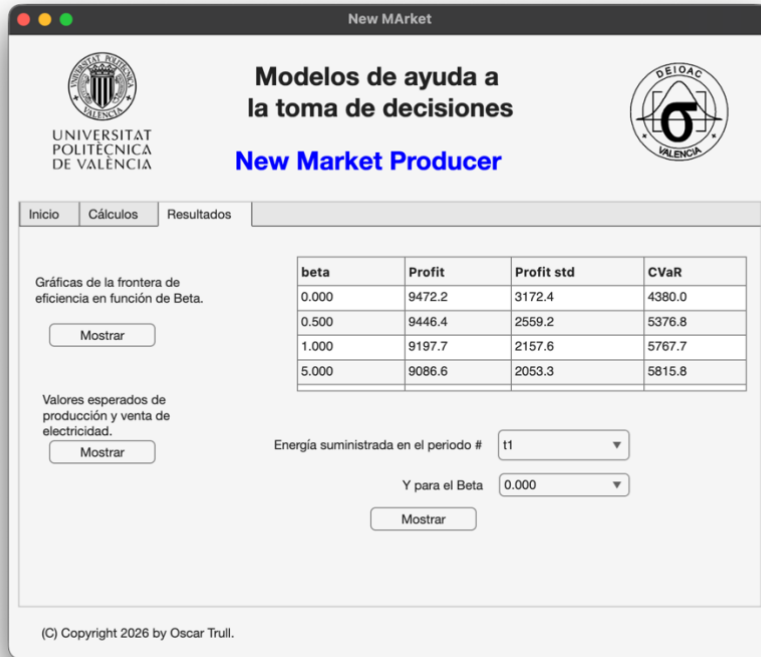 New MArket
UNIVERSITAT POLITÈCNICA
VALENCIA
UNIVERSITAT
POLITÈCNICA
DE VALÈNCIA
Modelos de ayuda a
la toma de decisiones
New Market Producer
DEIOAC
σ
VALENCIA
Inicio Cálculos Resultados
Gráficas de la frontera de
eficiencia en función de Beta.
Mostrar
Valores esperados de
producción y venta de
electricidad.
Mostrar
beta Profit Profit std CVaR
0.000 9472.2 3172.4 4380.0
0.500 9446.4 2559.2 5376.8
1.000 9197.7 2157.6 5767.7
5.000 9086.6 2053.3 5815.8
Energía suministrada en el periodo # t1
Y para el Beta 0.000
Mostrar
(C) Copyright 2026 by Oscar Trull.